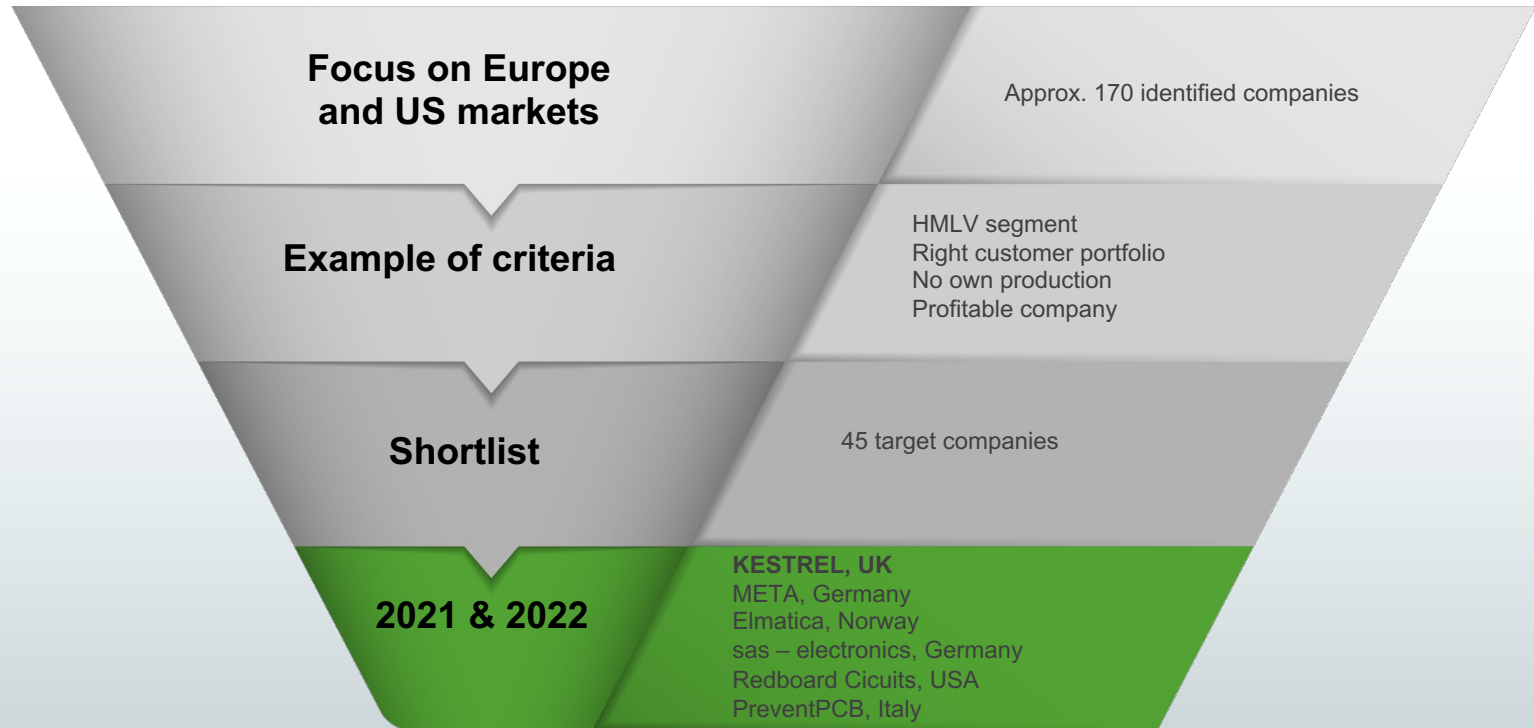 Focus on Europe
and US markets
Approx. 170 identified companies
Example of criteria
HMLV segment
Right customer portfolio
No own production
Profitable company
Shortlist
45 target companies
2021 & 2022
KESTREL, UK
META, Germany
Elmatica, Norway
sas – electronics, Germany
Redboard Cicuits, USA
PreventPCB, Italy